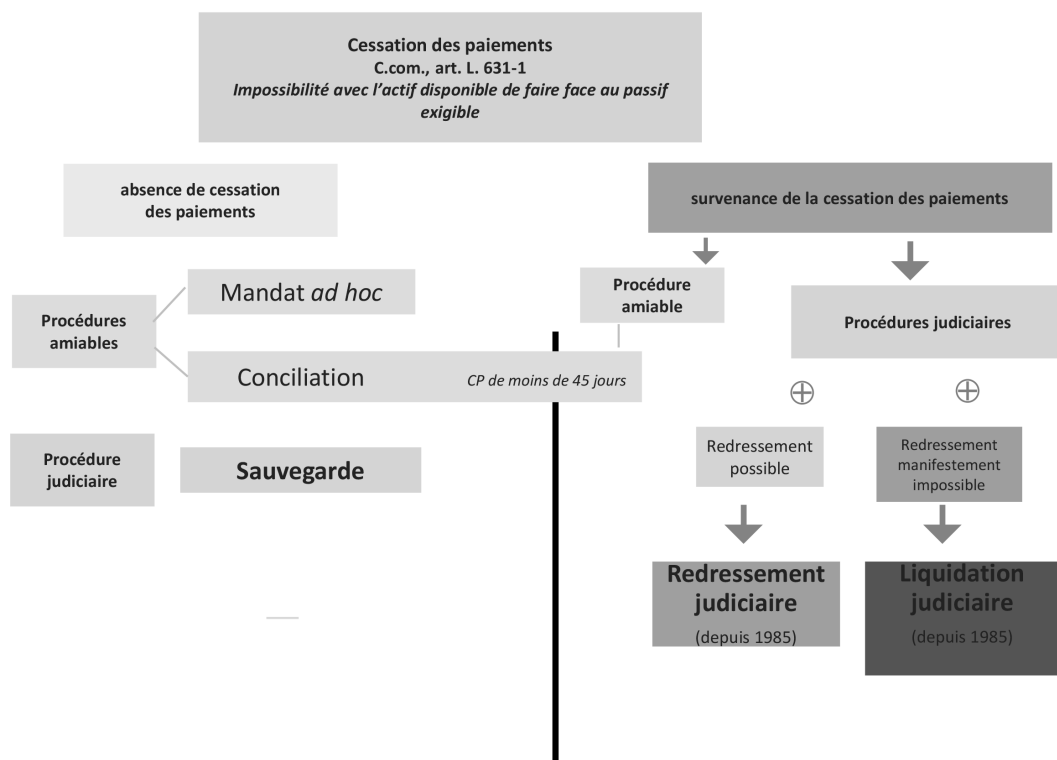 Cessation des paiements
C.com., art. L. 631-1
Impossibilité avec l’actif disponible de faire face au passif
exigible
absence de cessation
des paiements
survenance de la cessation des paiements
Procédures
amiables
Mandat ad hoc
Conciliation
CP de moins de 45 jours
Procédure
amiable
Procédures judiciaires
Procédure
judiciaire
Sauvegarde
Redressement
possible
Redressement
manifestement
impossible
Redressement
judiciaire
(depuis 1985)
Liquidation
judiciaire
(depuis 1985)